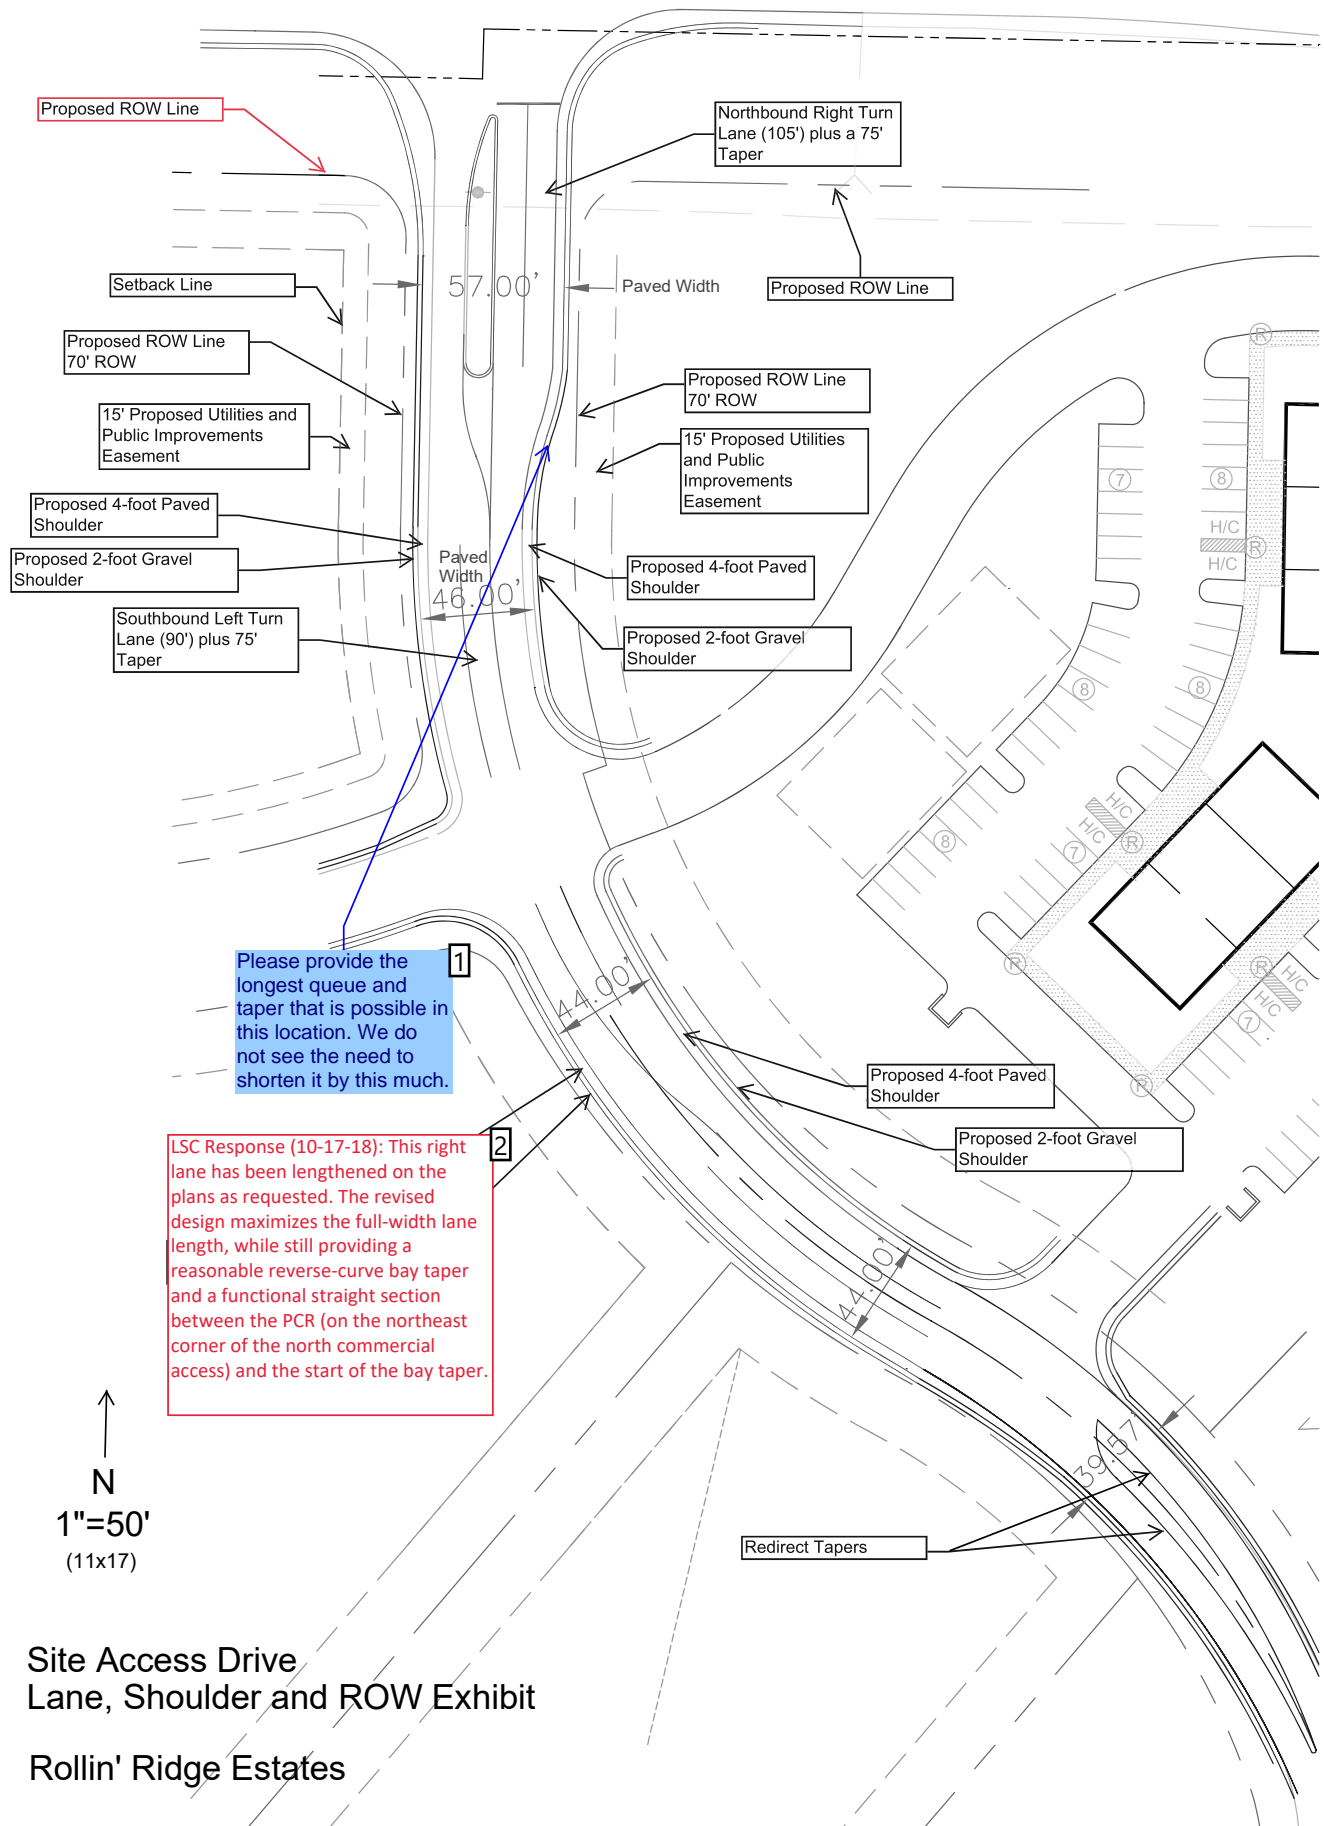 Proposed ROW Line
Northbound Right Turn
Lane (105') plus a 75'
Taper
Setback Line
57.00'
Paved Width
Proposed ROW Line
Proposed ROW Line
70' ROW
Proposed ROW Line
70' ROW
15' Proposed Utilities and
Public Improvements
Easement
15' Proposed Utilities
and Public
Improvements
Easement
Proposed 4-foot Paved
Shoulder
Proposed 2-foot Gravel
Shoulder
Paved
Width
46.00'
Proposed 4-foot Paved
Shoulder
Southbound Left Turn
Lane (90') plus 75'
Taper
Proposed 2-foot Gravel
Shoulder
R
7
8
H/C
R
H/C
8
8
H/C
H/C
8
7
R
R
R
H/C
H/C
7
R
1
Please provide the
longest queue and
taper that is possible in
this location. We do
not see the need to
shorten it by this much.
44.00'
Proposed 4-foot Paved
Shoulder
Proposed 2-foot Gravel
Shoulder
2
LSC Response (10-17-18): This right
lane has been lengthened on the
plans as requested. The revised
design maximizes the full-width lane
length, while still providing a
reasonable reverse-curve bay taper
and a functional straight section
between the PCR (on the northeast
corner of the north commercial
access) and the start of the bay taper.
44.00'
39.57'
Redirect Tapers
N
1"=50'
(11x17)
Site Access Drive
Lane, Shoulder and ROW Exhibit
Rollin' Ridge Estates